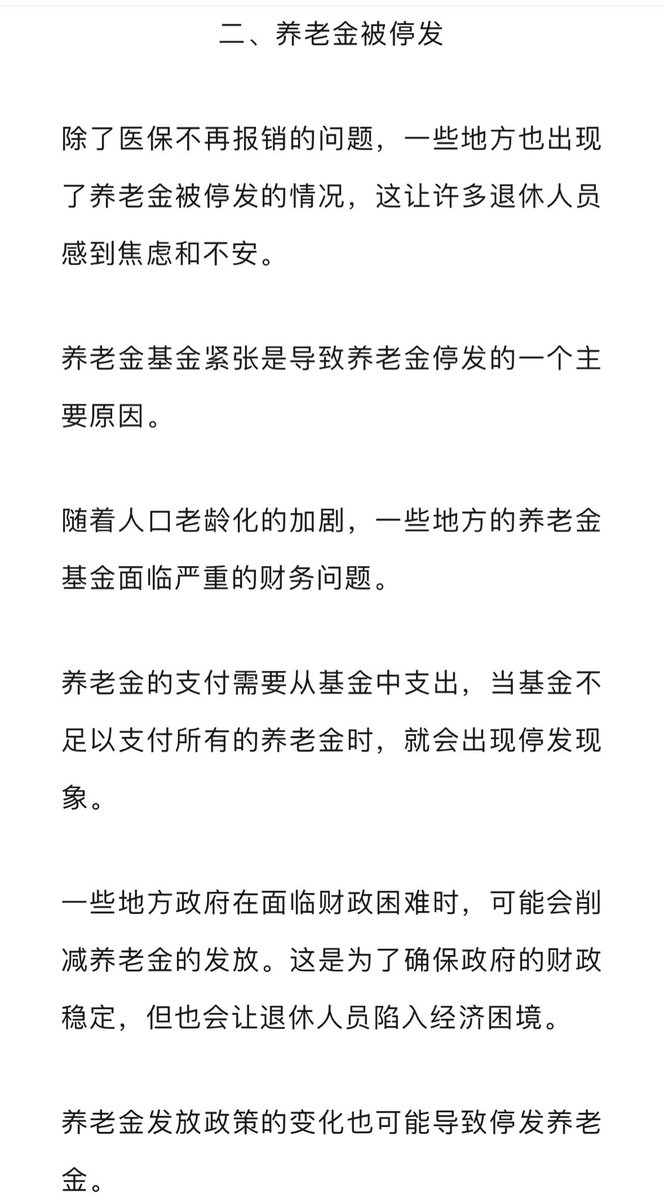 二、养老金被停发
除了医保不再报销的问题，一些地方也出现
了养老金被停发的情况，这让许多退休人员
感到焦虑和不安。
养老金基金紧张是导致养老金停发的一个主
要原因。
随着人口老龄化的加剧，一些地方的养老金
基金面临严重的财务问题。
养老金的支付需要从基金中支出，当基金不
足以支付所有的养老金时，就会出现停发现
象。
一些地方政府在面临财政困难时，可能会削
减养老金的发放。这是为了确保政府的财政
稳定，但也会让退休人员陷入经济困境。
养老金发放政策的变化也可能导致停发养老
金。